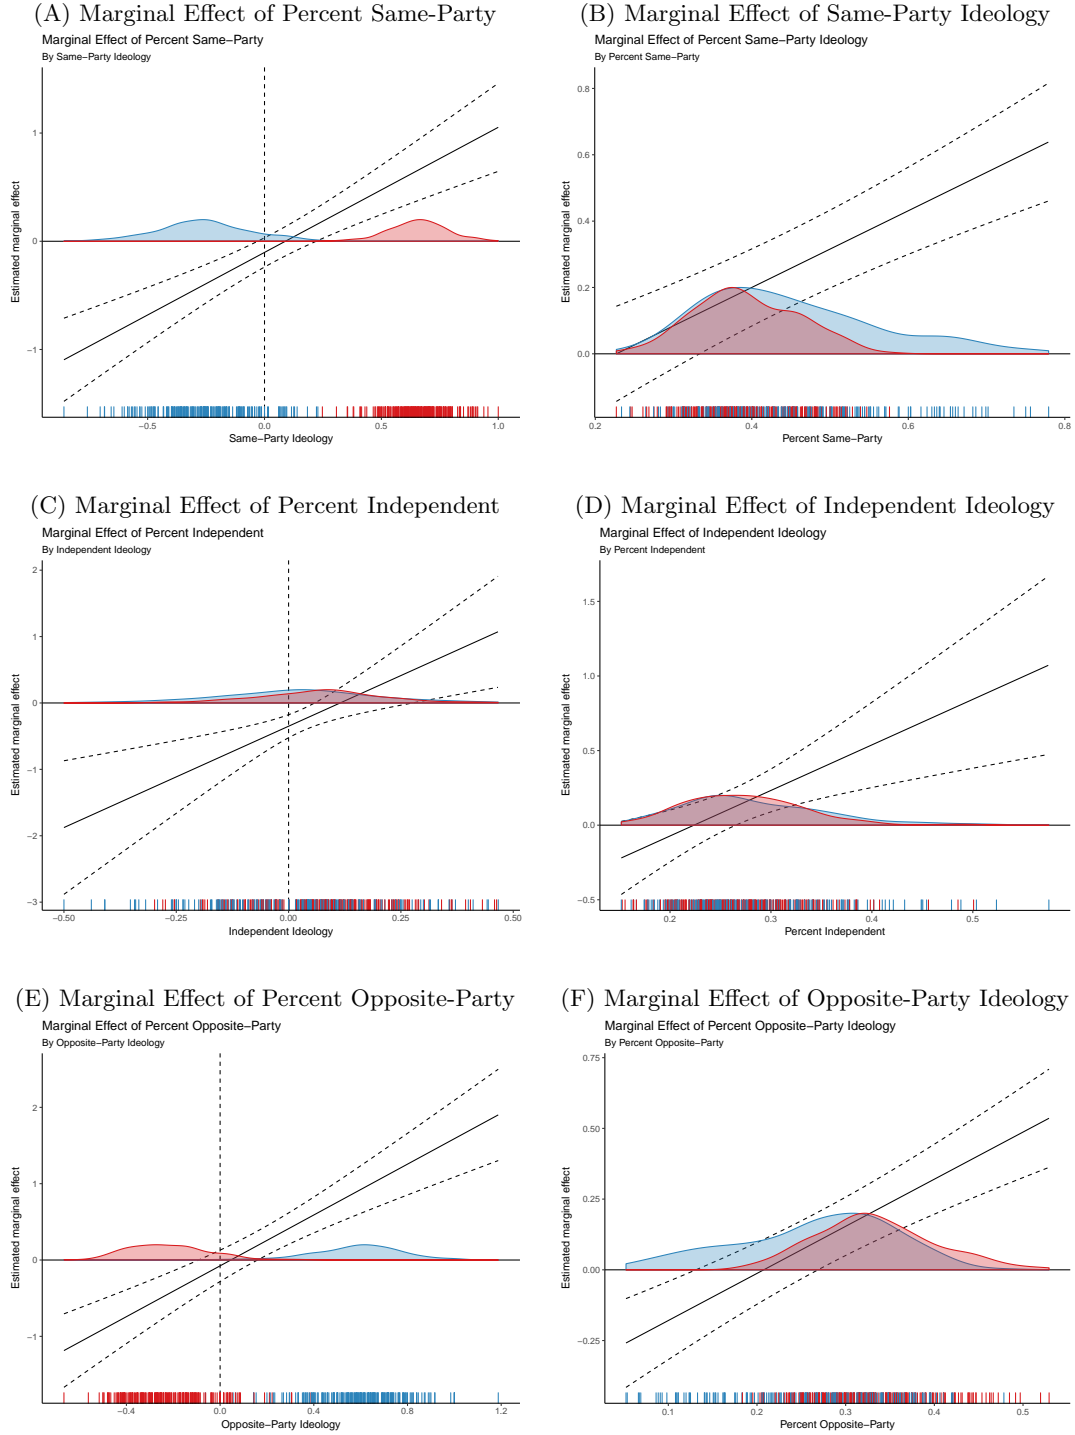 (A) Marginal Effect of Percent Same-Party
Marginal Effect of Percent Same−Party
By Same−Party Ideology
Estimated marginal effect
1
0
−1
−0.5
0.0
0.5
1.0
Same−Party Ideology
(B) Marginal Effect of Same-Party Ideology
Marginal Effect of Percent Same−Party Ideology
By Percent Same−Party
Estimated marginal effect
0.8
0.6
0.4
0.2
0.0
0.2
0.4
0.6
0.8
Percent Same−Party
(C) Marginal Effect of Percent Independent
Marginal Effect of Percent Independent
By Independent Ideology
Estimated marginal effect
2
1
0
−1
−2
−3
−0.50
−0.25
0.00
0.25
0.50
Independent Ideology
(D) Marginal Effect of Independent Ideology
Marginal Effect of Independent Ideology
By Percent Independent
Estimated marginal effect
1.5
1.0
0.5
0.0
−0.5
0.2
0.3
0.4
0.5
Percent Independent
(E) Marginal Effect of Percent Opposite-Party
Marginal Effect of Percent Opposite−Party
By Opposite−Party Ideology
Estimated marginal effect
2
1
0
−1
−0.4
0.0
0.4
0.8
1.2
Opposite−Party Ideology
(F) Marginal Effect of Opposite-Party Ideology
Marginal Effect of Percent Opposite−Party Ideology
By Percent Opposite−Party
Estimated marginal effect
0.75
0.50
0.25
0.00
−0.25
0.1
0.2
0.3
0.4
0.5
Percent Opposite−Party